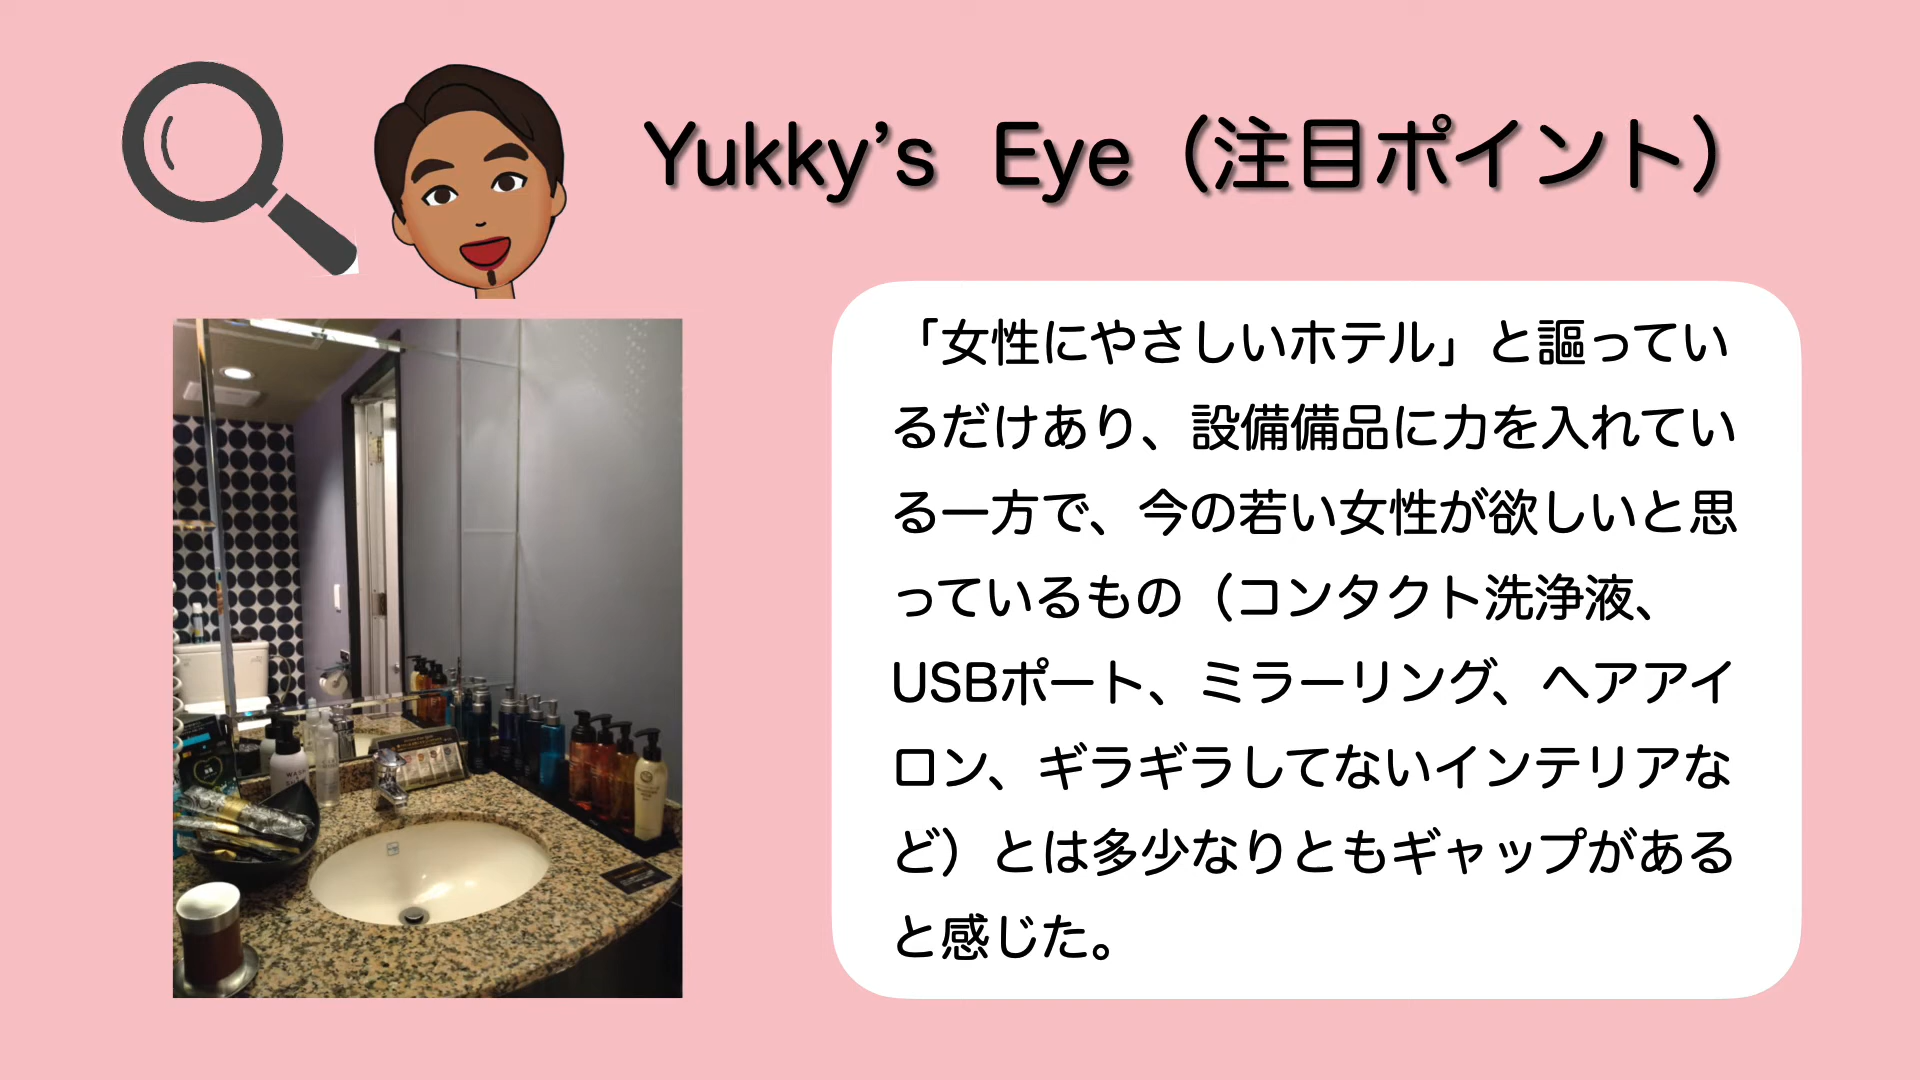 Yukky’s Eye（注目ポイント）
「女性にやさしいホテル」と謳ってい
るだけあり、設備備品に力を入れてい
る一方で、今の若い女性が欲しいと思
っているもの（コンタクト洗浄液、
USBポート、ミラーリング、ヘアアイ
ロン、ギラギラしてないインテリアな
ど）とは多少なりともギャップがある
と感じた。